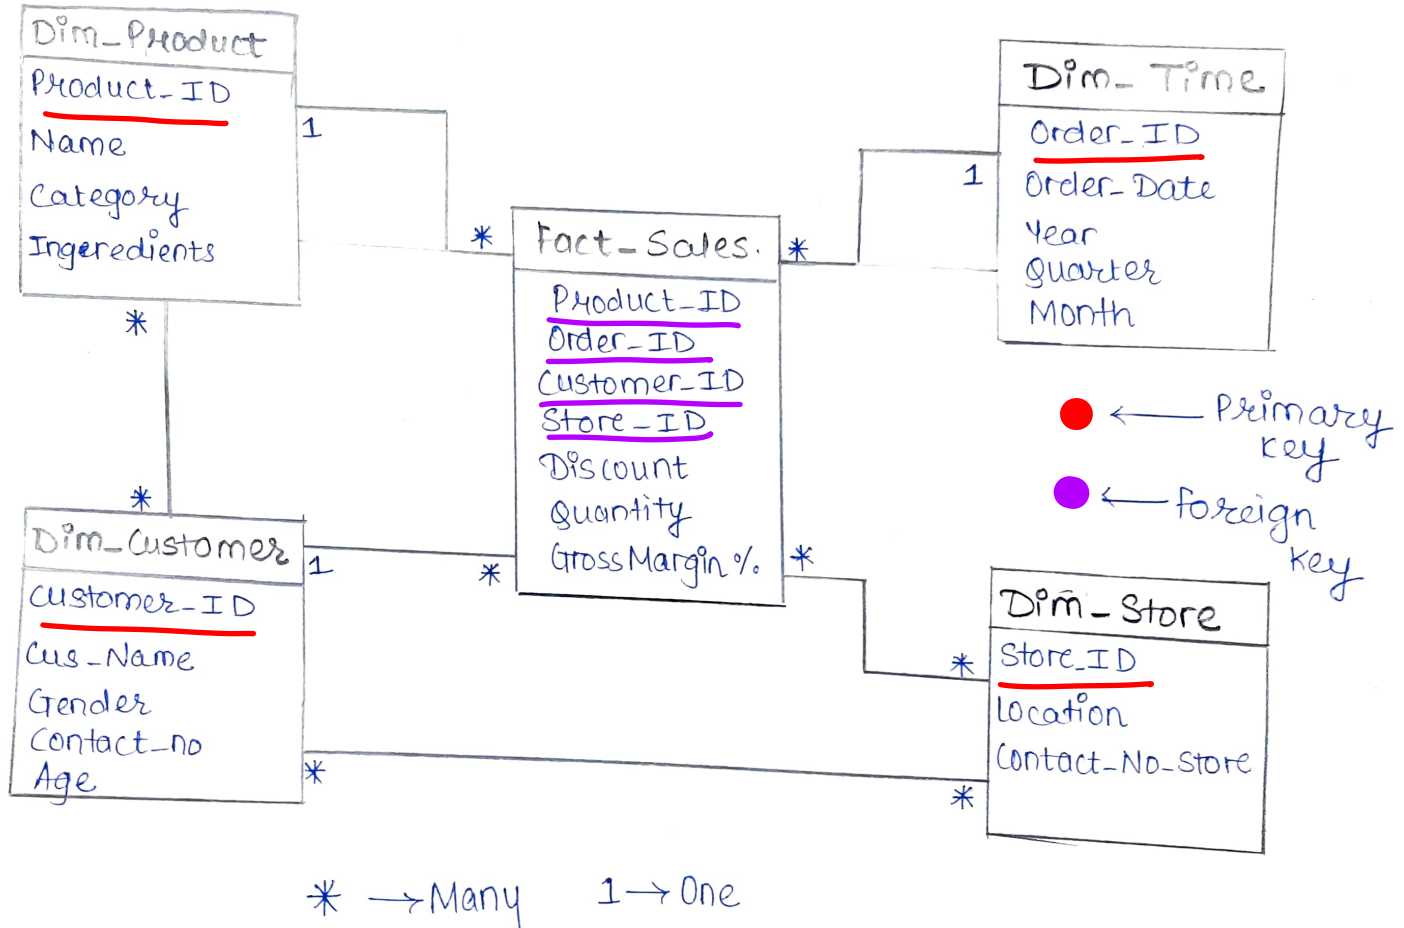 Dim_Product
Product_ID
Name
Category
Ingeredients
1
*
*
Dim_Time
Order_ID
Order_Date
Year
Quarter
Month
1
*
Fact_Sales.
Product_ID
Order_ID
Customer_ID
Store_ID
Discount
Quantity
GrossMargin%.
*
*
Primary
key
foreign
key
*
Dim_Customer
Customer_ID
Cus_Name
Gender
Contact_no
Age
1
*
*
Dim_Store
Store_ID
Location
Contact_No_Store
*
*
* → Many 1 → One